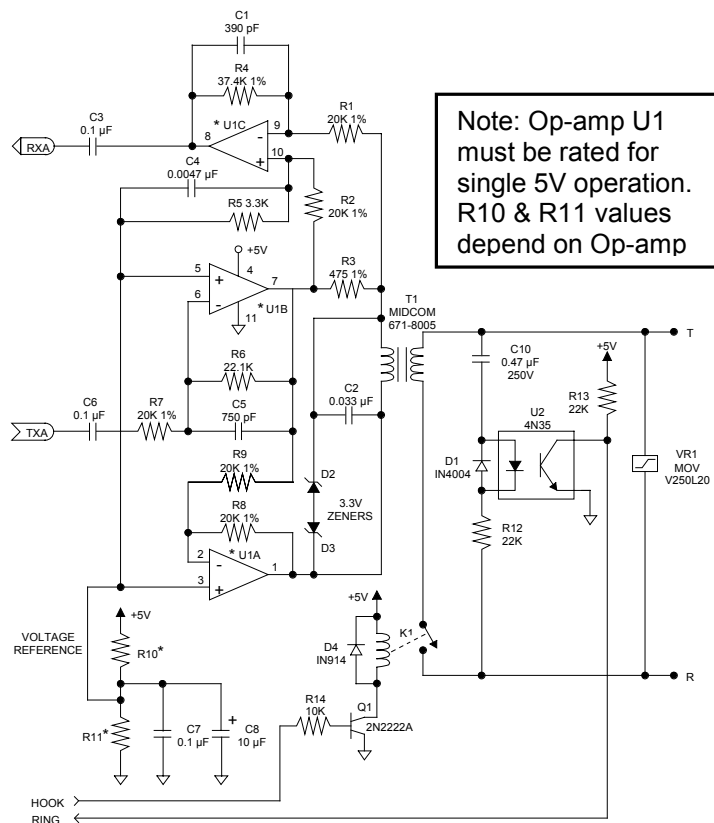 C1
390 pF
R4
37.4K 1%
C3
0.1 µF
* U1C
9
8
10
-
+
R1
20K 1%
RXA
Note: Op-amp U1
must be rated for
single 5V operation.
R10 & R11 values
depend on Op-amp
C4
0.0047 µF
R5 3.3K
R2
20K 1%
+5V
5
4
7
+
R3
475 1%
6
-
11
* U1B
T1
MIDCOM
671-8005
T
R6
22.1K
C10
0.47 µF
250V
+5V
C6
0.1 µF
R7
20K 1%
C5
750 pF
C2
0.033 µF
U2
4N35
R13
22K
TXA
R9
20K 1%
D2
D1
IN4004
VR1
MOV
V250L20
R8
20K 1%
3.3V
ZENERS
R12
22K
2
* U1A
D3
-
1
3
+
+5V
+5V
VOLTAGE
REFERENCE
R10*
D4
IN914
K1
R
R14
10K
Q1
2N2222A
R11*
C7
0.1 µF
+
C8
10 µF
HOOK
RING